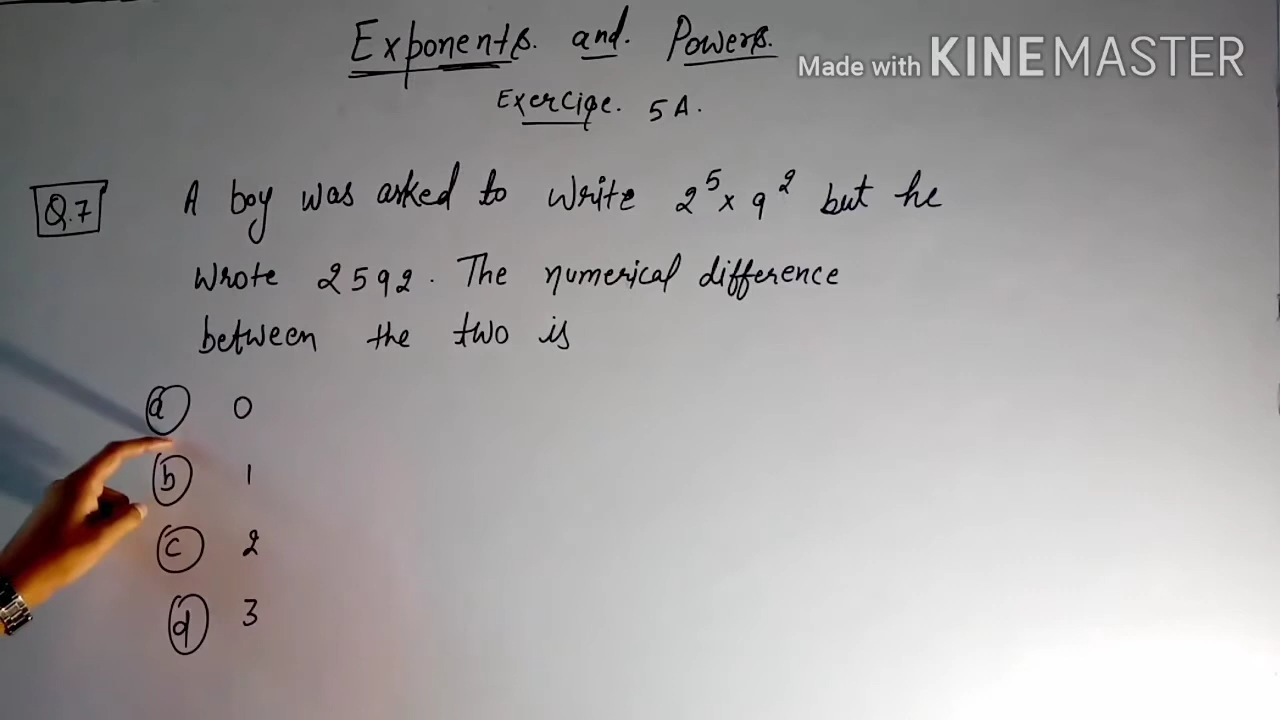 Exponents. and. Powers.
Made with KINEMASTER
Exercise. 5A.
Q.7 A boy was asked to write 2⁵ × 9² but he
wrote 2592. The numerical difference
between the two is
a 0
b 1
c 2
d 3